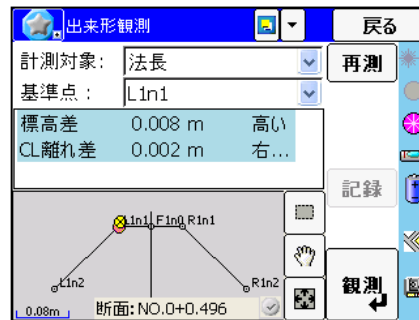 出来形観測
戻る
計測対象: 法長
再測
基準点： L1n1
標高差 0.008 m 高い
CL離れ差 0.002 m 右...
記録
L1n1 F1n0 R1n1
L1n2 R1n2
観測
0.08m 断面:NO.0+0.496